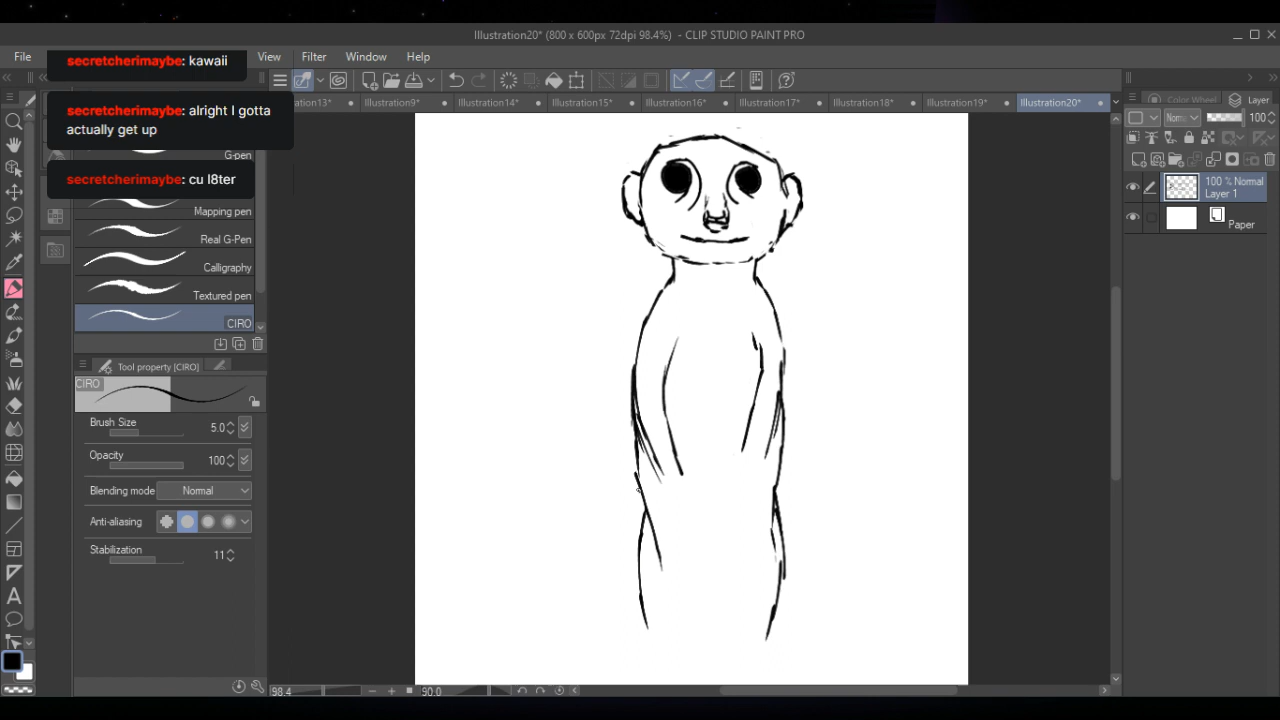 Illustration20* (800 x 600px 72dpi 98.4%) - CLIP STUDIO PAINT PRO
File
View
Filter
Window
Help
secretcherimaybe: kawaii
secretcherimaybe: alright I gotta
actually get up
secretcherimaybe: cu l8ter
ation13*
Illustration9*
Illustration14*
Illustration15*
Illustration16*
Illustration17*
Illustration18*
Illustration19*
Illustration20*
G-pen
Mapping pen
Real G-Pen
Calligraphy
Textured pen
CIRO
Tool property [CIRO]
CIRO
Brush Size
5.0
Opacity
100
Blending mode
Normal
Anti-aliasing
Stabilization
11
Color Wheel
Layer
Norma
100
100 % Normal
Layer 1
Paper
98.4
90.0